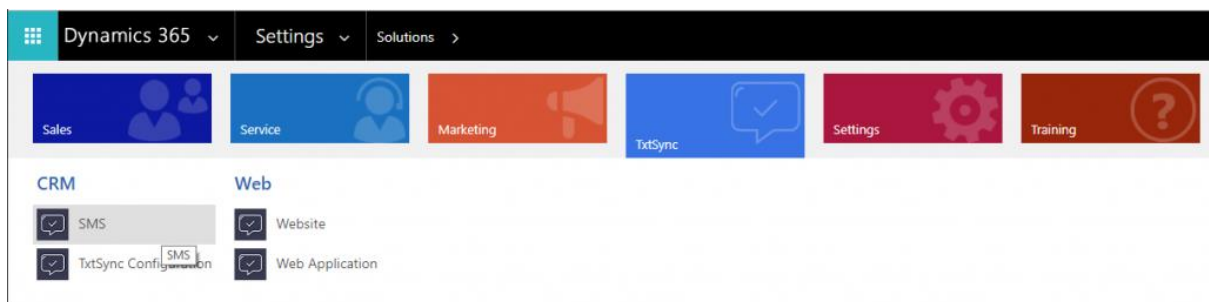 Dynamics 365 Settings Solutions >
Sales Service Marketing TxtSync Settings Training
CRM Web
SMS Website
SMS
TxtSync Configuration Web Application